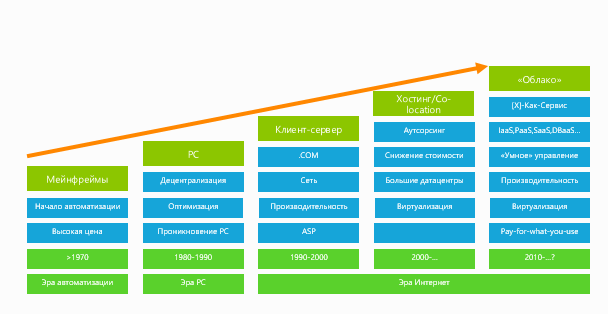 «Облако»
Хостинг/Co-
location
[X]-Как-Сервис
Клиент-сервер
Аутсорсинг
IaaS,PaaS,SaaS,DBaaS...
PC
.COM
Снижение стоимости
«Умное» управление
Мейнфреймы
Децентрализация
Сеть
Большие датацентры
Производительность
Начало автоматизации
Оптимизация
Производительность
Виртуализация
Виртуализация
Высокая цена
Проникновение PC
ASP
Pay-for-what-you-use
>1970
1980-1990
1990-2000
2000-...
2010-...?
Эра автоматизации
Эра PC
Эра Интернет